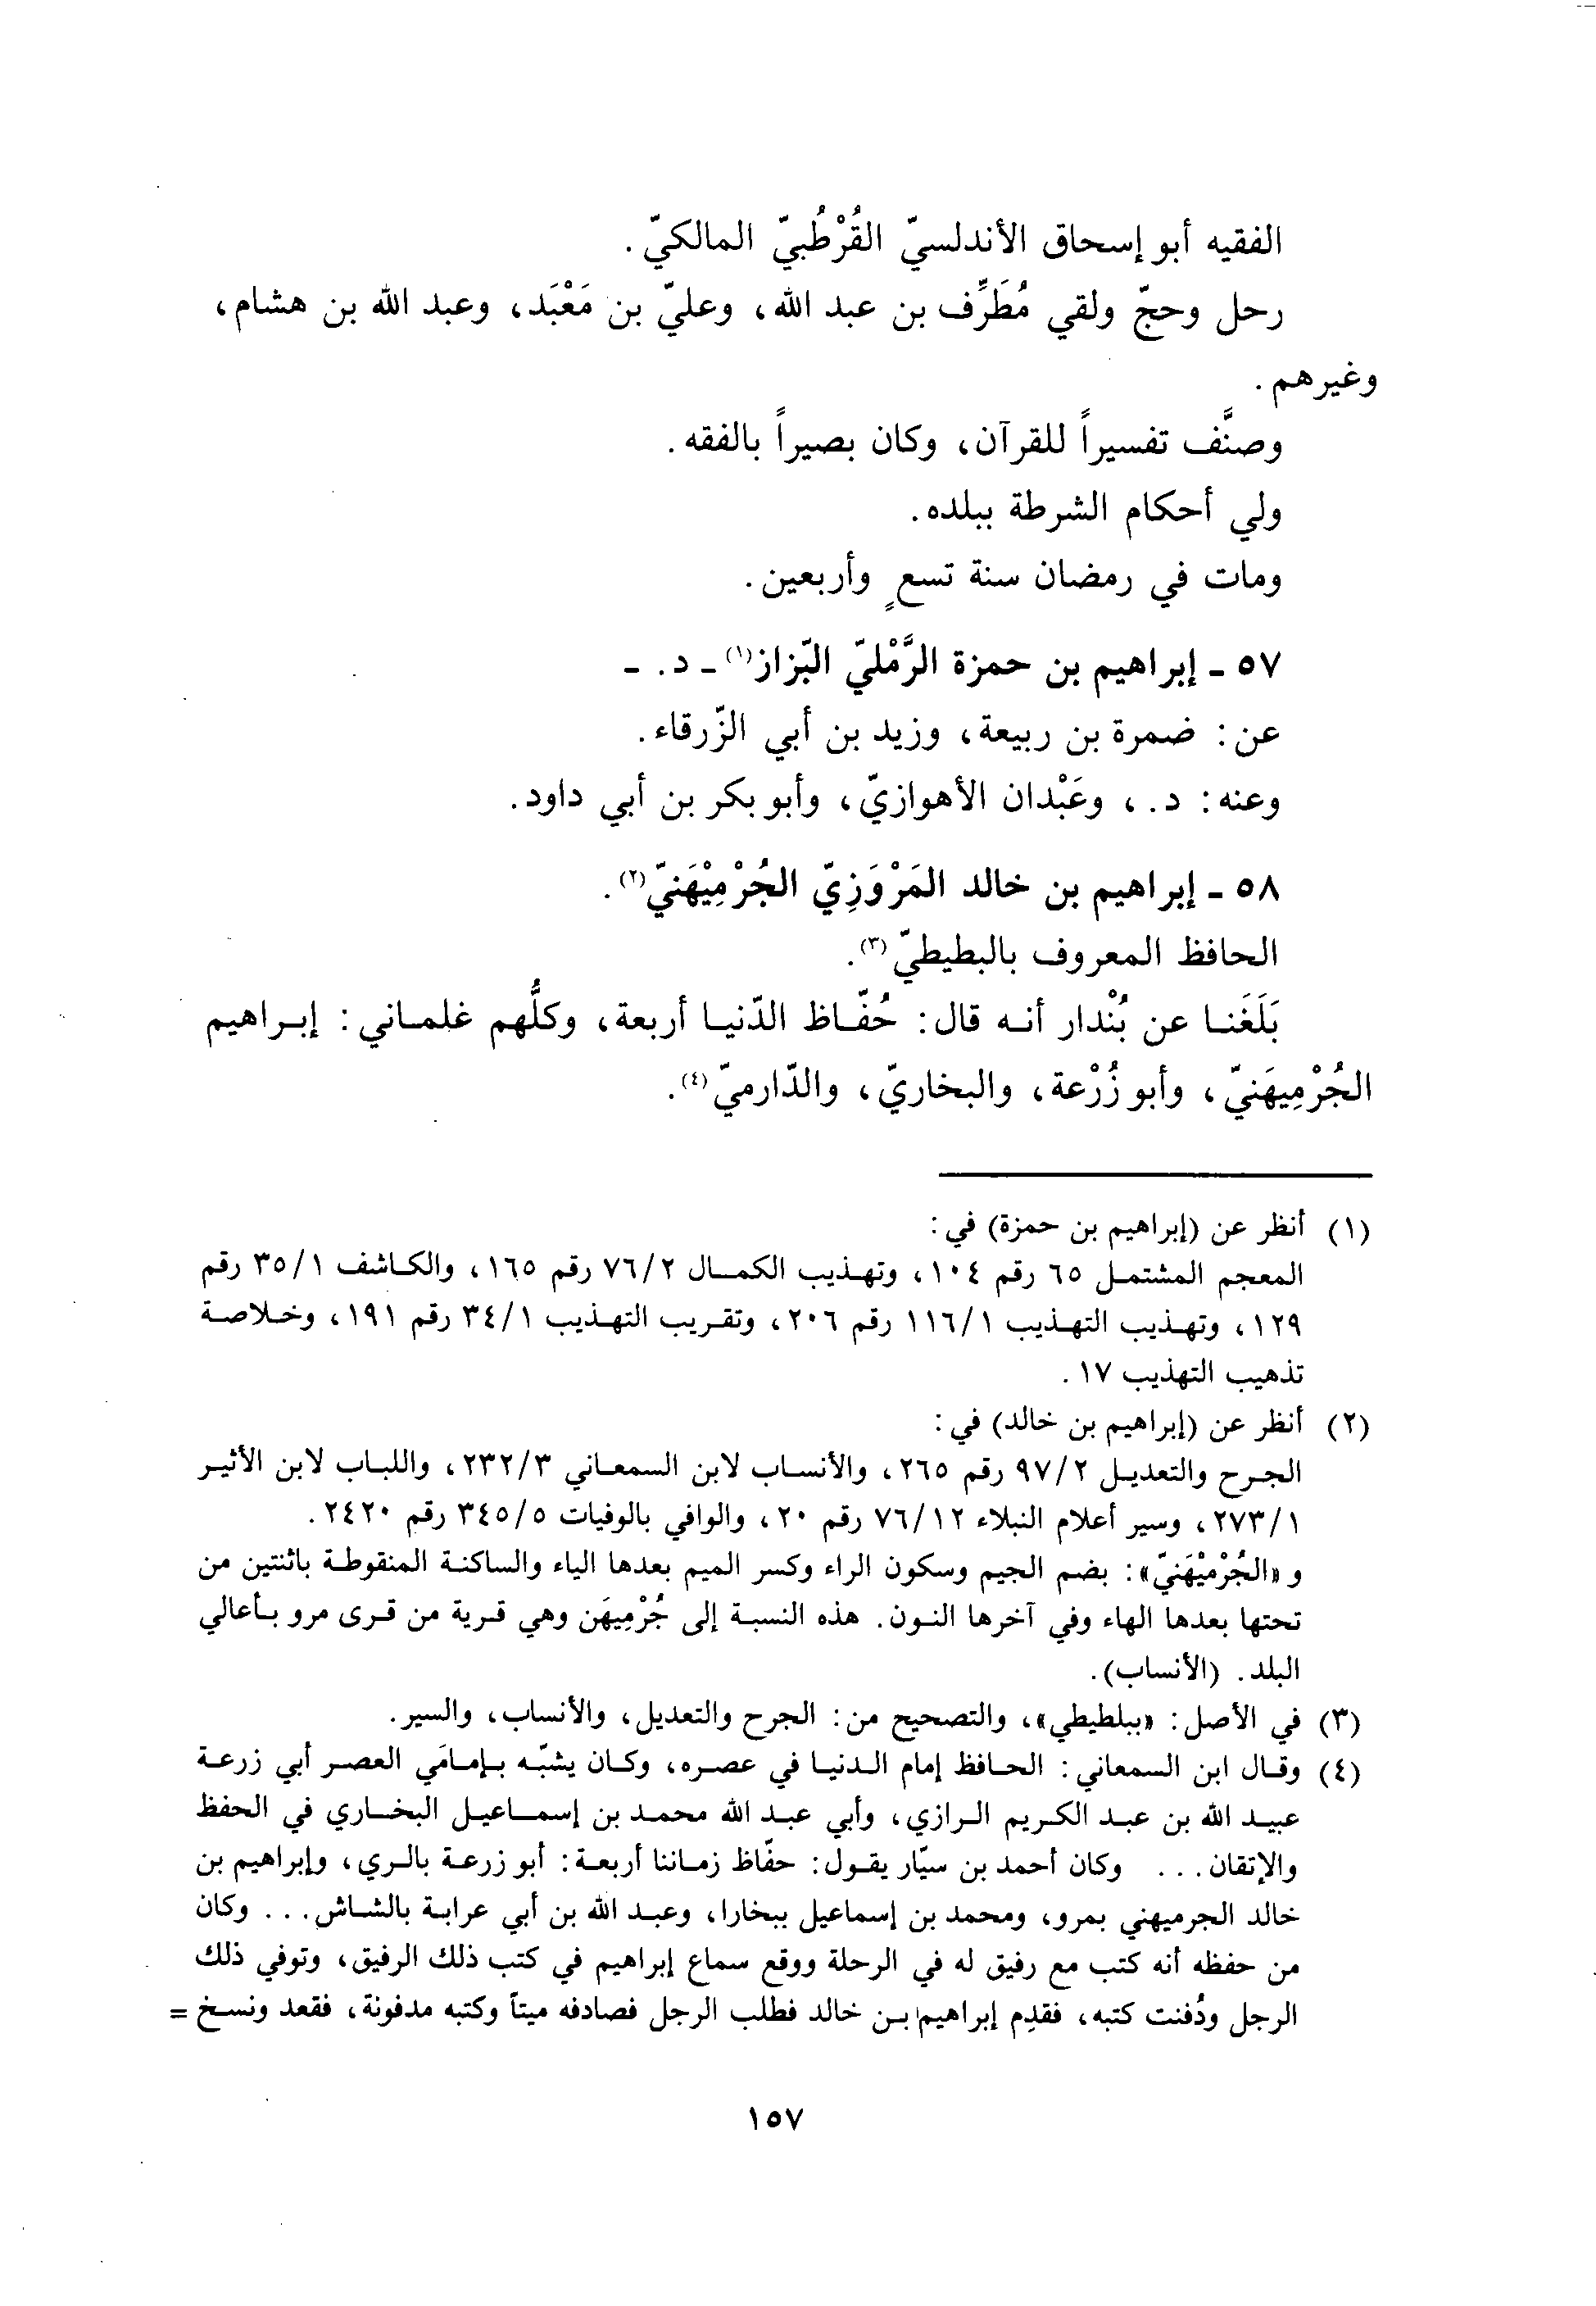 الفقيه أبو إسحاق الأندلسيّ القُرْطُبيّ المالكيّ.
رحل وحجّ ولقي مُطَرِّف بن عبد الله، وعليّ بن مَعْبَد، وعبد الله بن هشام،
وغيرهم.
وصنَّف تفسيراً للقرآن، وكان بصيراً بالفقه.
ولي أحكام الشرطة ببلده.
ومات في رمضان سنة تسعٍ وأربعين.
٥٧ ـ إبراهيم بن حمزة الرَّمْليّ البّزاز(١) ـ د. ـ
عن: ضمرة بن ربيعة، وزيد بن أبي الزّرقاء.
وعنه: د.، وعَبْدان الأهوازيّ، وأبو بكر بن أبي داود.
٥٨ ـ إبراهيم بن خالد المَرْوَزِيّ الجُرْمِيْهَنيّ(٢).
الحافظ المعروف بالبطيطيّ(٣).
بَلَغَنا عن بُنْدار أنه قال: حُفّاظ الدّنيا أربعة، وكلُّهم غلماني: إبراهيم
الجُرْمِيهَنيّ، وأبو زُرْعة، والبخاريّ، والدّارميّ(٤).
(١) أنظر عن (إبراهيم بن حمزة) في:
المعجم المشتمل ٦٥ رقم ١٠٤، وتهذيب الكمال ٧٦/٢ رقم ١٦٥، والكاشف ٣٥/١ رقم
١٢٩، وتهذيب التهذيب ١١٦/١ رقم ٢٠٦، وتقريب التهذيب ٣٤/١ رقم ١٩١، وخلاصة
تذهيب التهذيب ١٧.
(٢) أنظر عن (إبراهيم بن خالد) في:
الجرح والتعديل ٩٧/٢ رقم ٢٦٥، والأنساب لابن السمعاني ٢٣٢/٣، واللباب لابن الأثير
٢٧٣/١، وسير أعلام النبلاء ٧٦/١٢ رقم ٢٠، والوافي بالوفيات ٣٤٥/٥ رقم ٢٤٢٠.
و«الجُرْمِيْهَنيّ»: بضم الجيم وسكون الراء وكسر الميم بعدها الياء والساكنة المنقوطة باثنتين من
تحتها بعدها الهاء وفي آخرها النون. هذه النسبة إلى جُرْمِيهَن وهي قرية من قرى مرو بأعالي
البلد. (الأنساب).
(٣) في الأصل: «ببلطيطي»، والتصحيح من: الجرح والتعديل، والأنساب، والسير.
(٤) وقال ابن السمعاني: الحافظ إمام الدنيا في عصره، وكان يشبّه بإمامَي العصر أبي زرعة
عبيد الله بن عبد الكريم الرازي، وأبي عبد الله محمد بن إسماعيل البخاري في الحفظ
والإتقان... وكان أحمد بن سيّار يقول: حفّاظ زماننا أربعة: أبو زرعة بالري، وإبراهيم بن
خالد الجرميهني بمرو، ومحمد بن إسماعيل ببخارا، وعبد الله بن أبي عرابة بالشاش... وكان
من حفظه أنه كتب مع رفيق له في الرحلة ووقع سماع إبراهيم في كتب ذلك الرفيق، وتوفي ذلك
الرجل ودُفنت كتبه، فقدِم إبراهيم بن خالد فطلب الرجل فصادفه ميتاً وكتبه مدفونة، فقعد ونسخ =
١٥٧